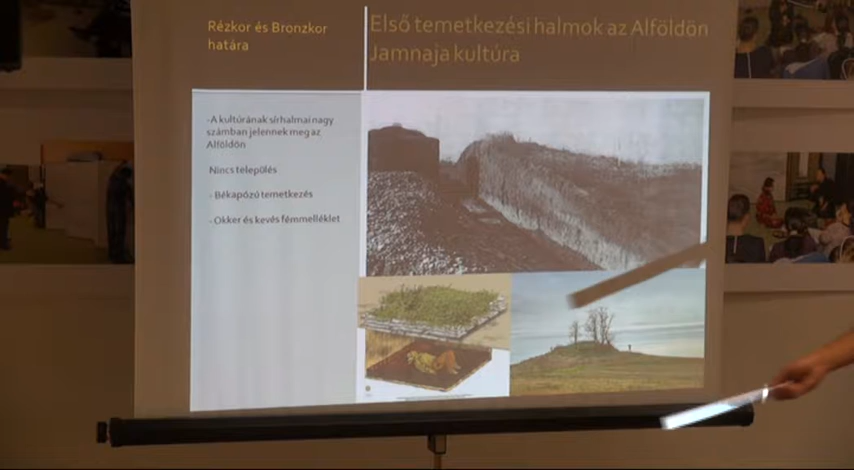 Rézkor és Bronzkor
határa
Első temetkezési halmok az Alföldön
Jamnaja kultúra
-A kultúrának sírhalmai nagy
számban jelennek meg az
Alföldön
Nincs település
- Békapózú temetkezés
- Okker és kevés fémmelléklet